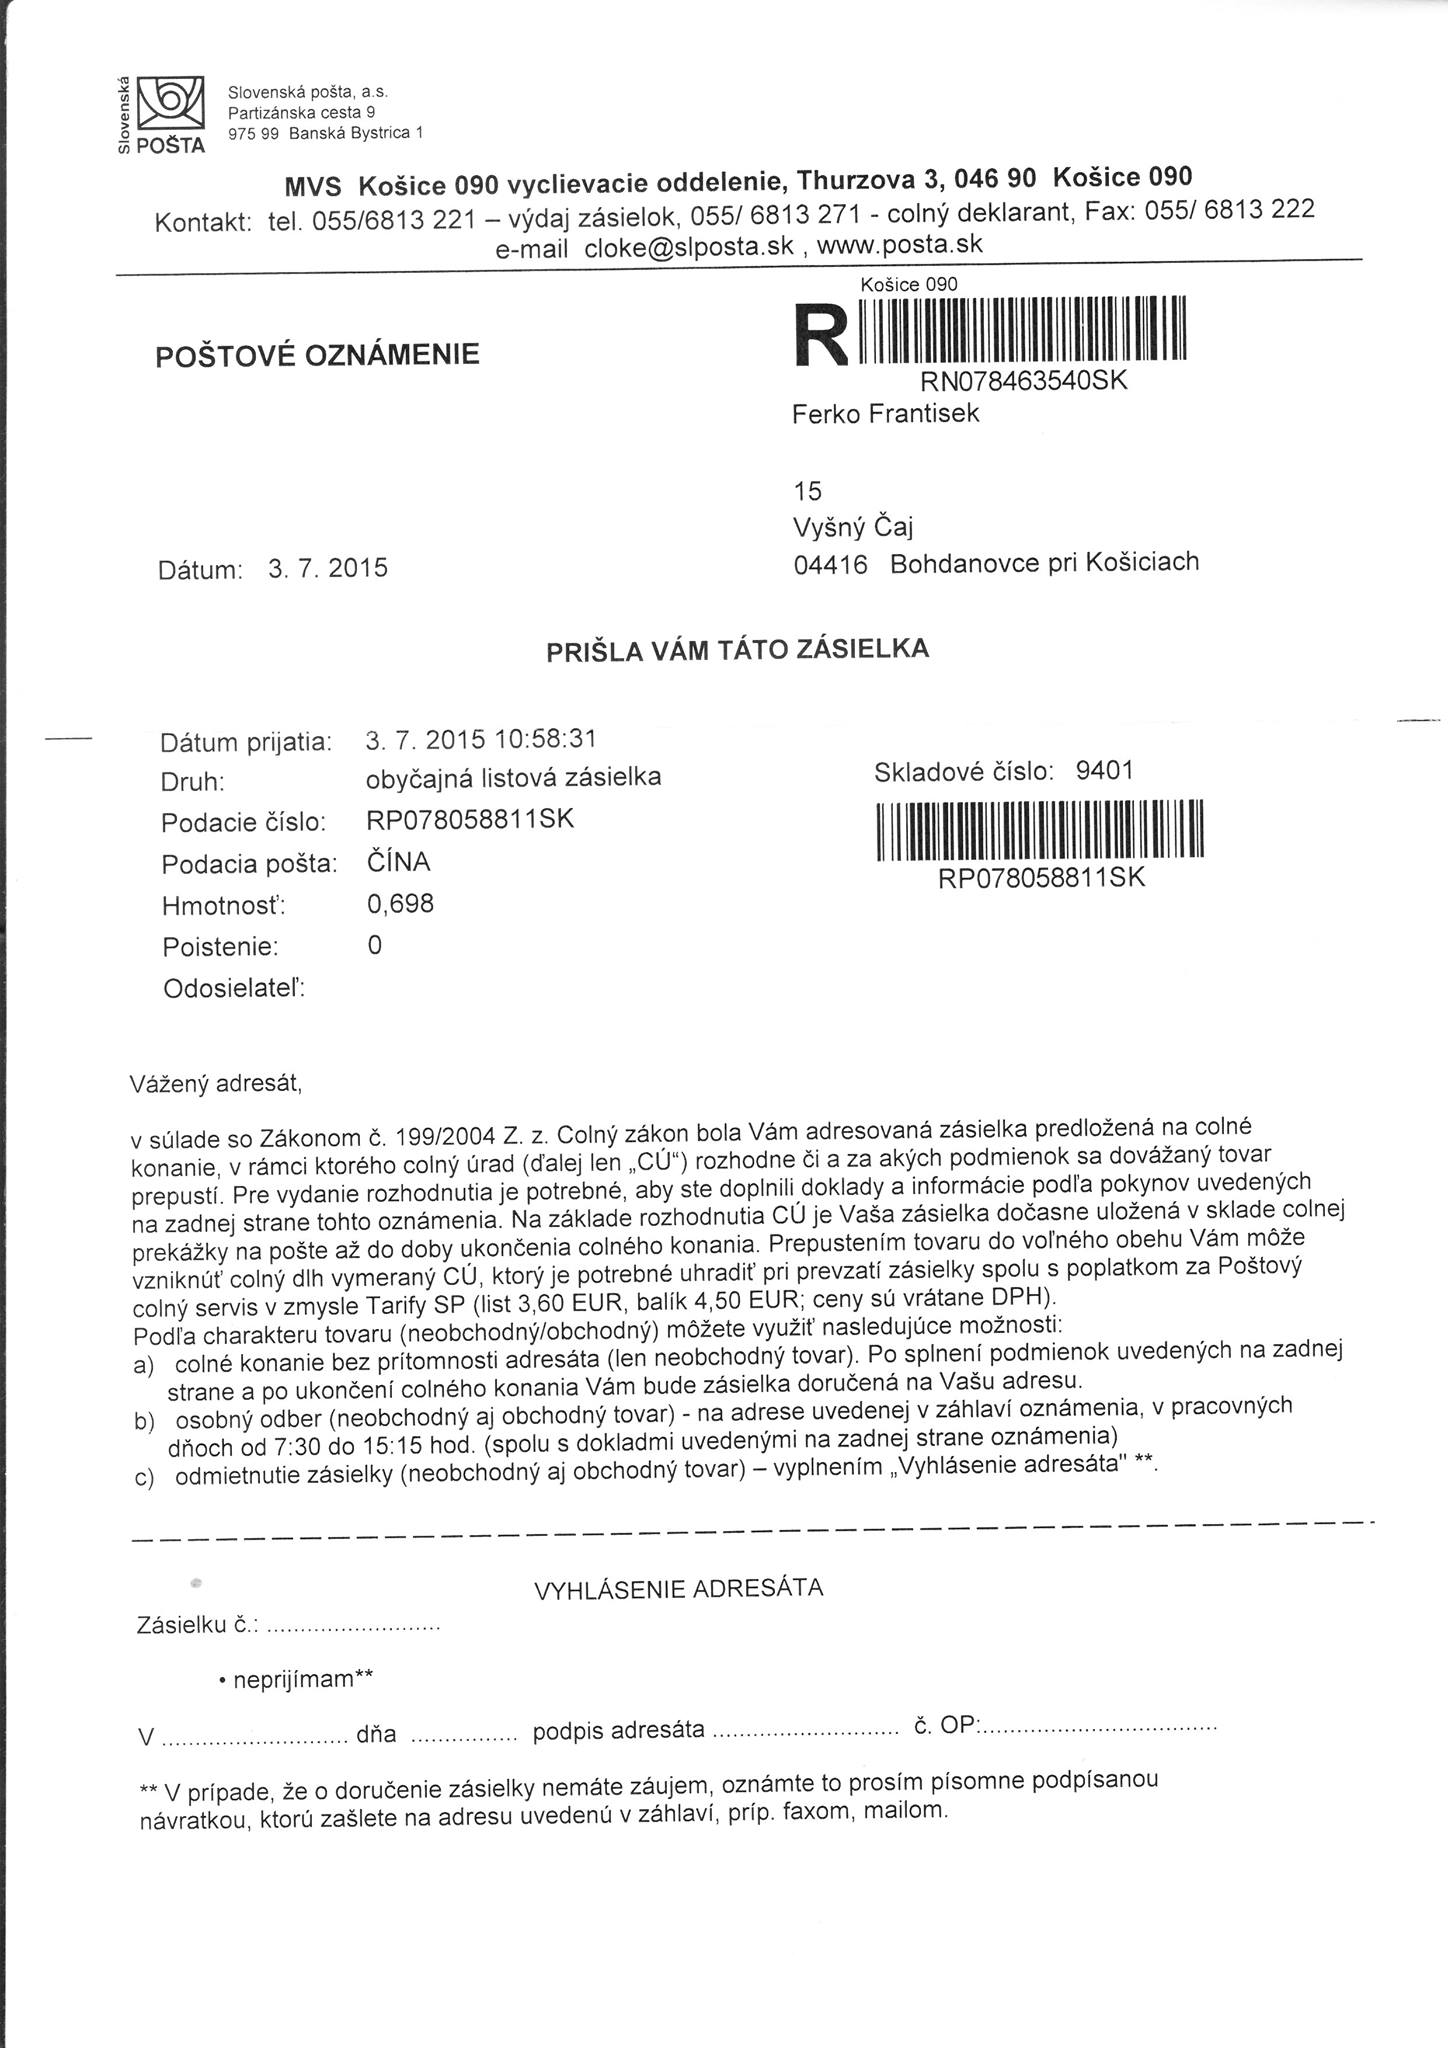 Slovenská
POŠTA
Slovenská pošta, a.s.
Partizánska cesta 9
975 99 Banská Bystrica 1
MVS Košice 090 vyclievacie oddelenie, Thurzova 3, 046 90 Košice 090
Kontakt: tel. 055/6813 221 – výdaj zásielok, 055/ 6813 271 - colný deklarant, Fax: 055/ 6813 222
e-mail cloke@slposta.sk , www.posta.sk
Košice 090
R
RN078463540SK
POŠTOVÉ OZNÁMENIE
Ferko Frantisek
15
Vyšný Čaj
04416 Bohdanovce pri Košiciach
Dátum: 3. 7. 2015
PRIŠLA VÁM TÁTO ZÁSIELKA
Dátum prijatia: 3. 7. 2015 10:58:31
Druh: obyčajná listová zásielka
Podacie číslo: RP078058811SK
Podacia pošta: ČÍNA
Hmotnosť: 0,698
Poistenie: 0
Odosielateľ:
Skladové číslo: 9401
RP078058811SK
Vážený adresát,
v súlade so Zákonom č. 199/2004 Z. z. Colný zákon bola Vám adresovaná zásielka predložená na colné
konanie, v rámci ktorého colný úrad (ďalej len „CÚ“) rozhodne či a za akých podmienok sa dovážaný tovar
prepustí. Pre vydanie rozhodnutia je potrebné, aby ste doplnili doklady a informácie podľa pokynov uvedených
na zadnej strane tohto oznámenia. Na základe rozhodnutia CÚ je Vaša zásielka dočasne uložená v sklade colnej
prekážky na pošte až do doby ukončenia colného konania. Prepustením tovaru do voľného obehu Vám môže
vzniknúť colný dlh vymeraný CÚ, ktorý je potrebné uhradiť pri prevzatí zásielky spolu s poplatkom za Poštový
colný servis v zmysle Tarify SP (list 3,60 EUR, balík 4,50 EUR; ceny sú vrátane DPH).
Podľa charakteru tovaru (neobchodný/obchodný) môžete využiť nasledujúce možnosti:
a) colné konanie bez prítomnosti adresáta (len neobchodný tovar). Po splnení podmienok uvedených na zadnej
strane a po ukončení colného konania Vám bude zásielka doručená na Vašu adresu.
b) osobný odber (neobchodný aj obchodný tovar) - na adrese uvedenej v záhlaví oznámenia, v pracovných
dňoch od 7:30 do 15:15 hod. (spolu s dokladmi uvedenými na zadnej strane oznámenia)
c) odmietnutie zásielky (neobchodný aj obchodný tovar) – vyplnením „Vyhlásenie adresáta" **.
VYHLÁSENIE ADRESÁTA
Zásielku č.: ..........................
• neprijímam**
V ............................ dňa ................ podpis adresáta ............................ č. OP:...................................
** V prípade, že o doručenie zásielky nemáte záujem, oznámte to prosím písomne podpísanou
návratkou, ktorú zašlete na adresu uvedenú v záhlaví, príp. faxom, mailom.